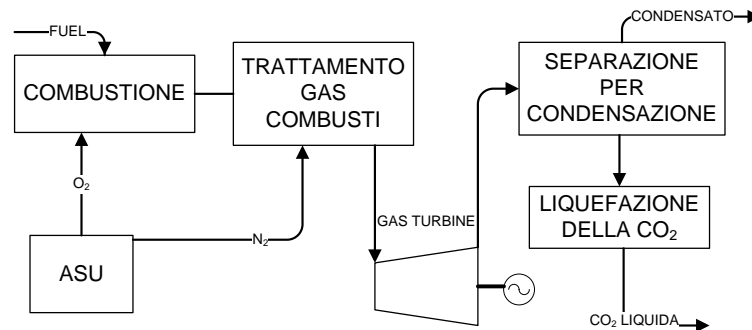 FUEL
COMBUSTIONE
TRATTAMENTO
GAS
COMBUSTI
CONDENSATO
SEPARAZIONE
PER
CONDENSAZIONE
O₂
N₂
GAS TURBINE
LIQUEFAZIONE
DELLA CO₂
ASU
CO₂ LIQUIDA